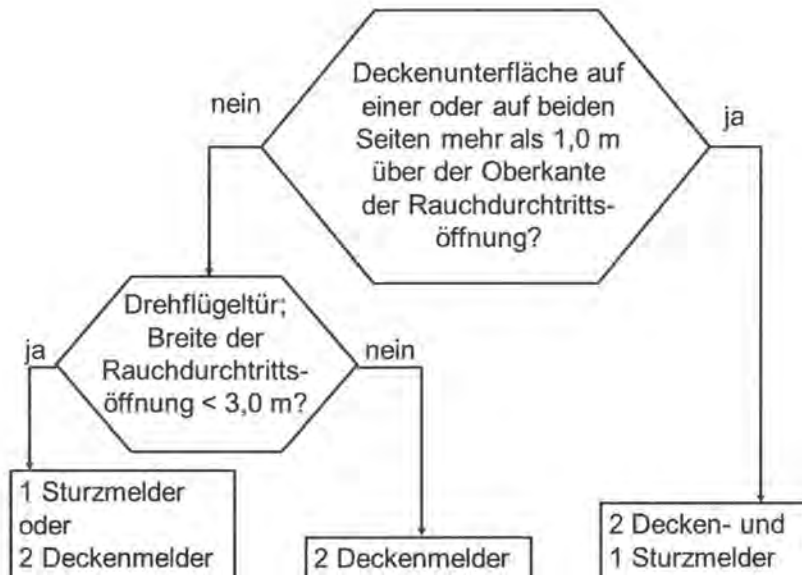 Deckenunterfläche auf
einer oder auf beiden
Seiten mehr als 1,0 m
über der Oberkante
der Rauchdurchtritts-
öffnung?
nein
ja
Drehflügeltür;
Breite der
Rauchdurchtritts-
öffnung < 3,0 m?
ja
nein
1 Sturzmelder
oder
2 Deckenmelder
2 Deckenmelder
2 Decken- und
1 Sturzmelder